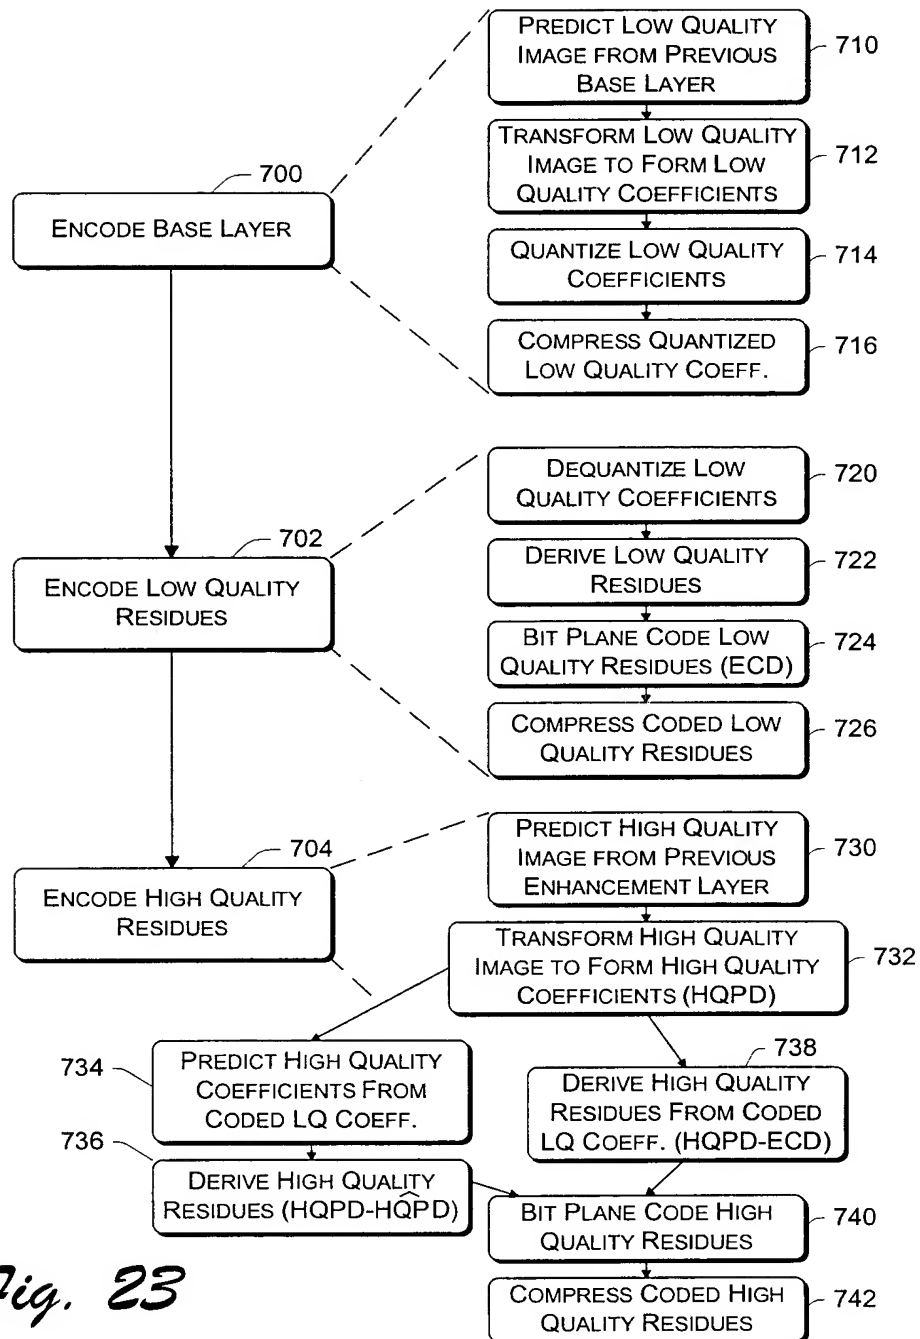 PREDICT LOW QUALITY
IMAGE FROM PREVIOUS
BASE LAYER
710
TRANSFORM LOW QUALITY
IMAGE TO FORM LOW
QUALITY COEFFICIENTS
712
700
ENCODE BASE LAYER
QUANTIZE LOW QUALITY
COEFFICIENTS
714
COMPRESS QUANTIZED
LOW QUALITY COEFF.
716
DEQUANTIZE LOW
QUALITY COEFFICIENTS
720
702
ENCODE LOW QUALITY
RESIDUES
DERIVE LOW QUALITY
RESIDUES
722
BIT PLANE CODE LOW
QUALITY RESIDUES (ECD)
724
COMPRESS CODED LOW
QUALITY RESIDUES
726
704
ENCODE HIGH QUALITY
RESIDUES
PREDICT HIGH QUALITY
IMAGE FROM PREVIOUS
ENHANCEMENT LAYER
730
TRANSFORM HIGH QUALITY
IMAGE TO FORM HIGH QUALITY
COEFFICIENTS (HQPD)
732
734
PREDICT HIGH QUALITY
COEFFICIENTS FROM
CODED LQ COEFF.
738
DERIVE HIGH QUALITY
RESIDUES FROM CODED
LQ COEFF. (HQPD-ECD)
736
DERIVE HIGH QUALITY
RESIDUES (HQPD-HQ̂PD)
BIT PLANE CODE HIGH
QUALITY RESIDUES
740
COMPRESS CODED HIGH
QUALITY RESIDUES
742
Fig. 23